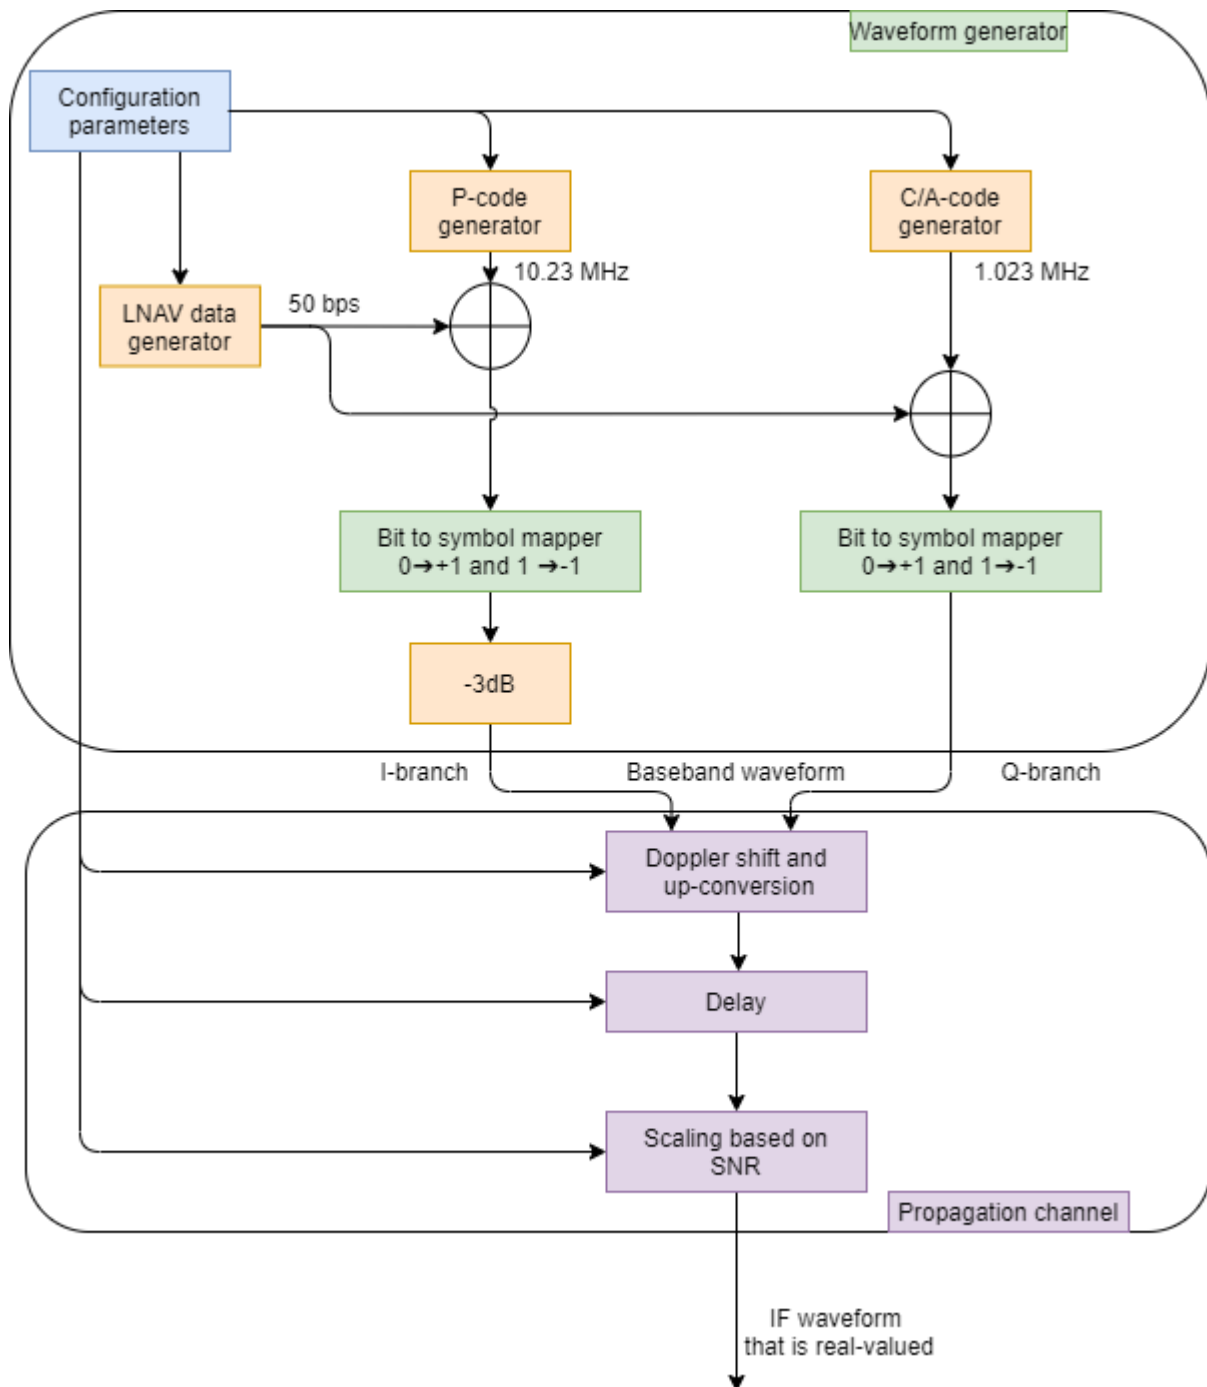 Waveform generator
Configuration
parameters
P-code
generator
C/A-code
generator
10.23 MHz
1.023 MHz
50 bps
LNAV data
generator
Bit to symbol mapper
0➔+1 and 1 ➔-1
Bit to symbol mapper
0➔+1 and 1➔-1
-3dB
I-branch
Baseband waveform
Q-branch
Doppler shift and
up-conversion
Delay
Scaling based on
SNR
Propagation channel
IF waveform
that is real-valued